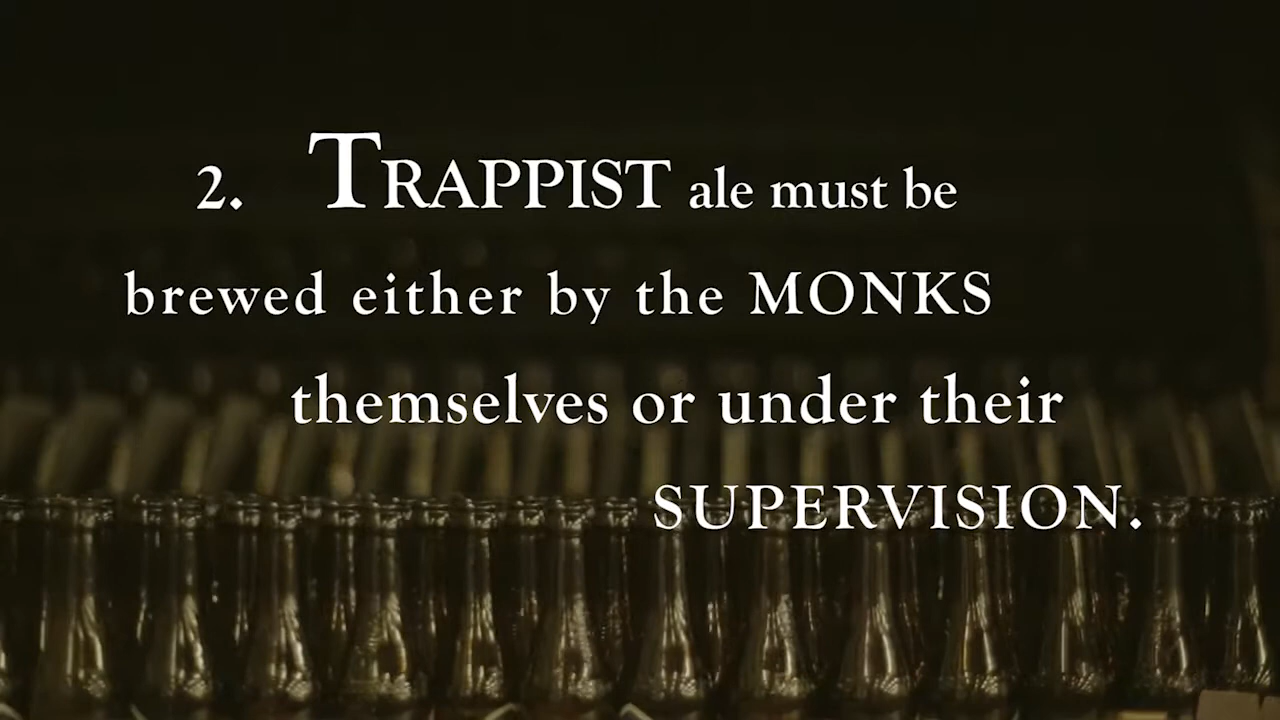 2. TRAPPIST ale must be
brewed either by the MONKS
themselves or under their
SUPERVISION.